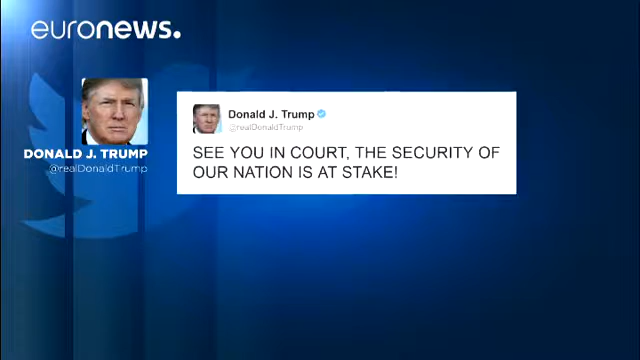 euronews.
DONALD J. TRUMP
@realDonaldTrump
Donald J. Trump
@realDonaldTrump
SEE YOU IN COURT, THE SECURITY OF
OUR NATION IS AT STAKE!